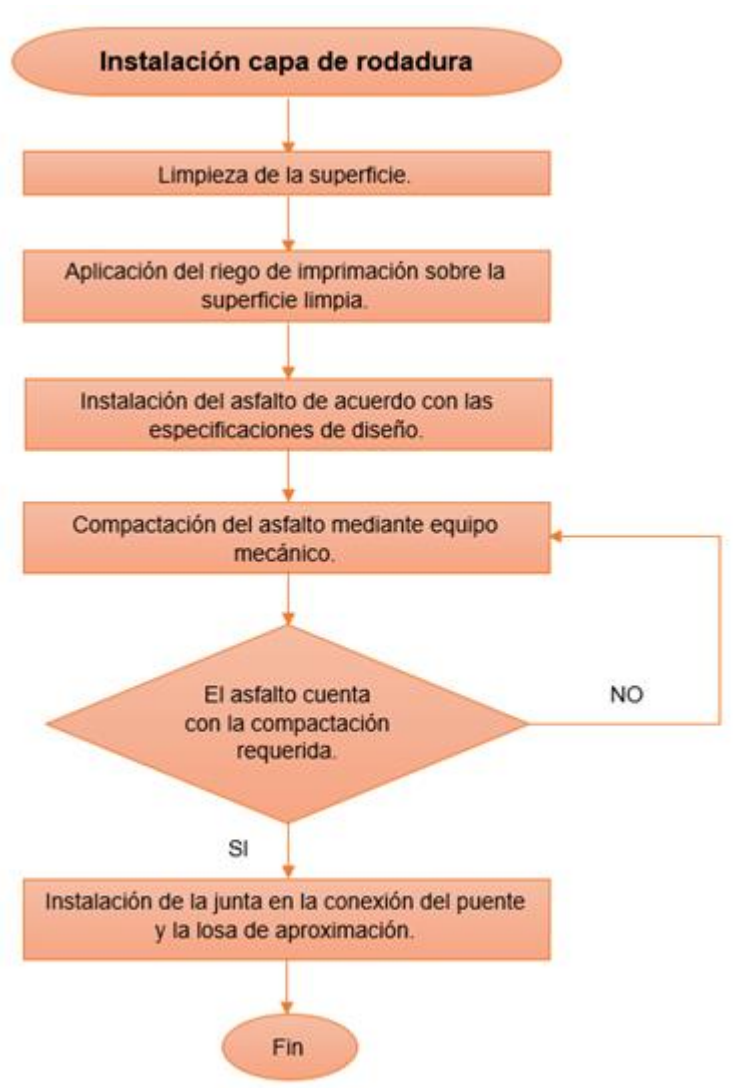 Instalación capa de rodadura
Limpieza de la superficie.
Aplicación del riego de imprimación sobre la
superficie limpia.
Instalación del asfalto de acuerdo con las
especificaciones de diseño.
Compactación del asfalto mediante equipo
mecánico.
El asfalto cuenta
con la compactación
requerida.
NO
SI
Instalación de la junta en la conexión del puente
y la losa de aproximación.
Fin